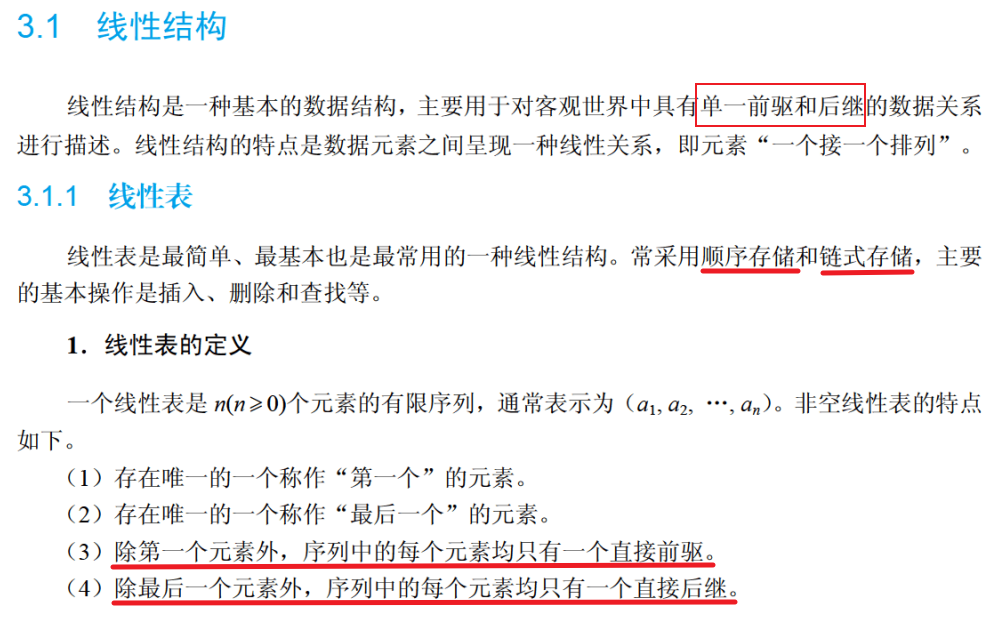 3.1 线性结构
线性结构是一种基本的数据结构，主要用于对客观世界中具有单一前驱和后继的数据关系
进行描述。线性结构的特点是数据元素之间呈现一种线性关系，即元素“一个接一个排列”。
3.1.1 线性表
线性表是最简单、最基本也是最常用的一种线性结构。常采用顺序存储和链式存储，主要
的基本操作是插入、删除和查找等。
1．线性表的定义
一个线性表是 n(n≥0)个元素的有限序列，通常表示为（a₁, a₂, …, aₙ）。非空线性表的特点
如下。
（1）存在唯一的一个称作“第一个”的元素。
（2）存在唯一的一个称作“最后一个”的元素。
（3）除第一个元素外，序列中的每个元素均只有一个直接前驱。
（4）除最后一个元素外，序列中的每个元素均只有一个直接后继。